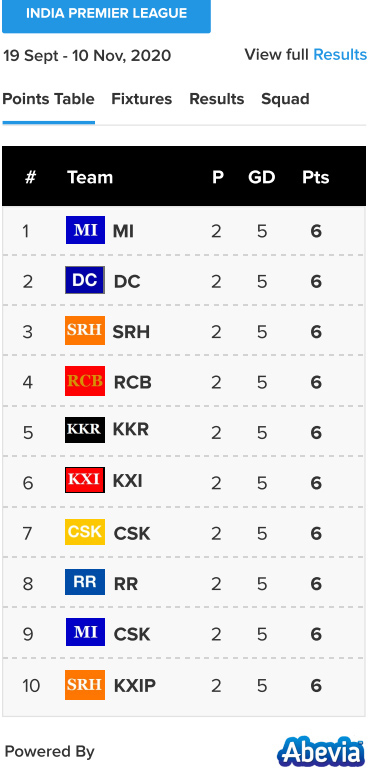 INDIA PREMIER LEAGUE
19 Sept - 10 Nov, 2020 View full Results
Points Table Fixtures Results Squad
# Team P GD Pts
1 MI MI 2 5 6
2 DC DC 2 5 6
3 SRH SRH 2 5 6
4 RCB RCB 2 5 6
5 KKR KKR 2 5 6
6 KXI KXI 2 5 6
7 CSK CSK 2 5 6
8 RR RR 2 5 6
9 MI CSK 2 5 6
10 SRH KXIP 2 5 6
Powered By Abevia